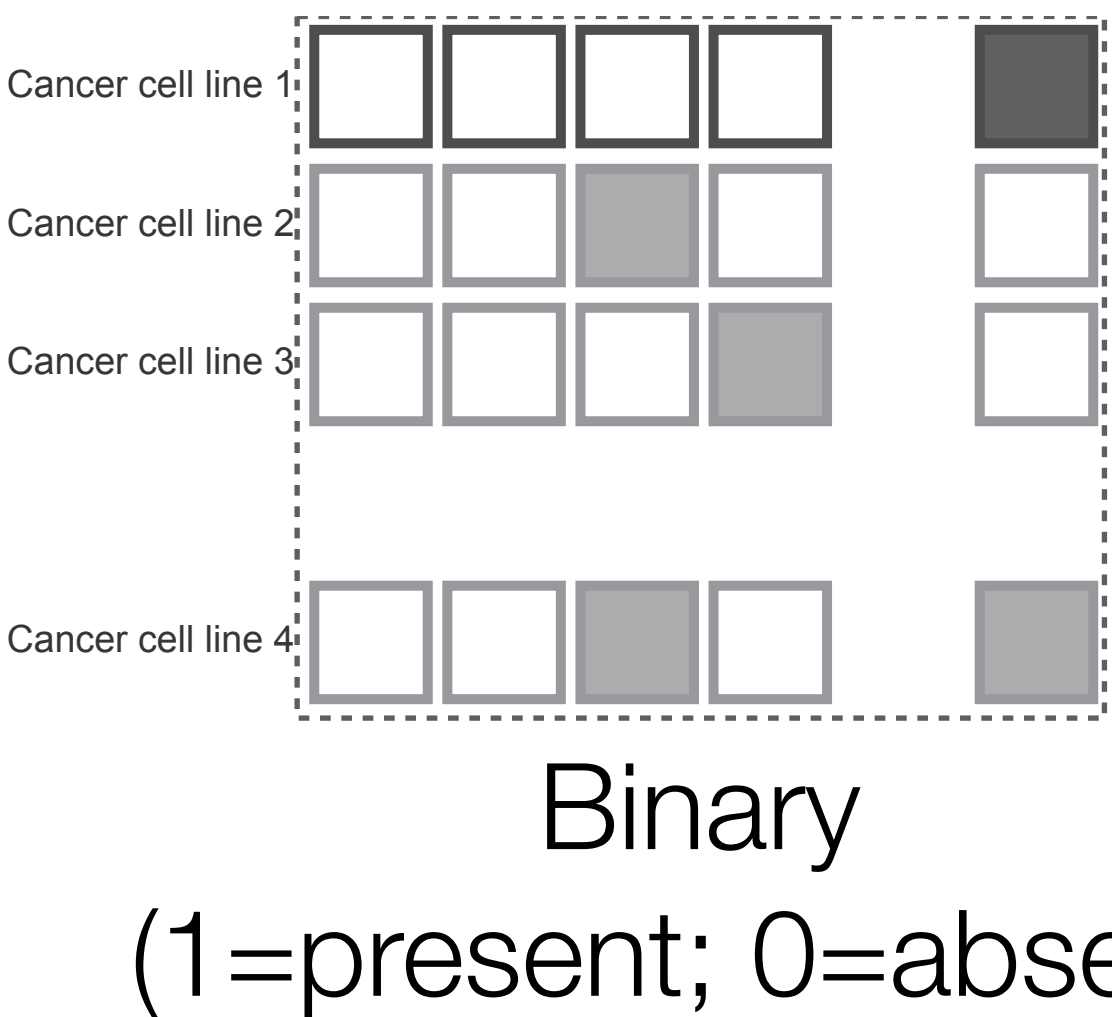 Cancer cell line 1
Cancer cell line 2
Cancer cell line 3
Cancer cell line 4
Binary
(1=present; 0=abse